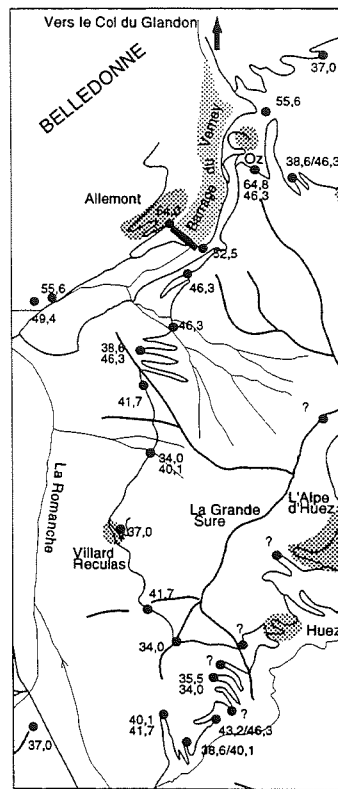 Vers le Col du Glandon
37,0
BELLEDONNE
55,6
Barrage du Verney
Oz
38,6/46,3
64,8
46,3
Allemont
64,0
52,5
46,3
55,6
49,4
46,3
38,6
46,3
41,7
?
34,0
40,1
La Romanche
La Grande
Sure
L'Alpe
d'Huez
?
37,0
Villard
Reculas
41,7
Huez
?
34,0
?
35,5
34,0
?
40,1
41,7
43,2/46,3
37,0
38,6/40,1